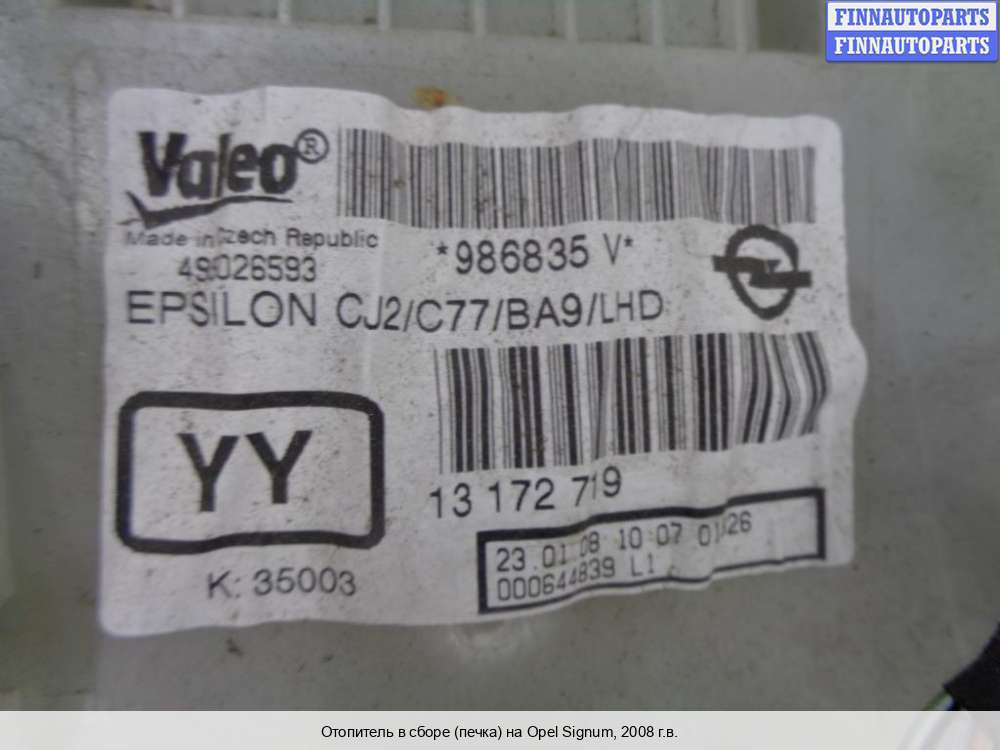 FINNAUTOPARTS
FINNAUTOPARTS
Valeo®
Made in Czech Republic
49026593
*986835 V*
EPSILON CJ2/C77/BA9/LHD
YY
13 172 719
K: 35003
23.01.08 10:07 01/26
000644839 L1
Отопитель в сборе (печка) на Opel Signum, 2008 г.в.